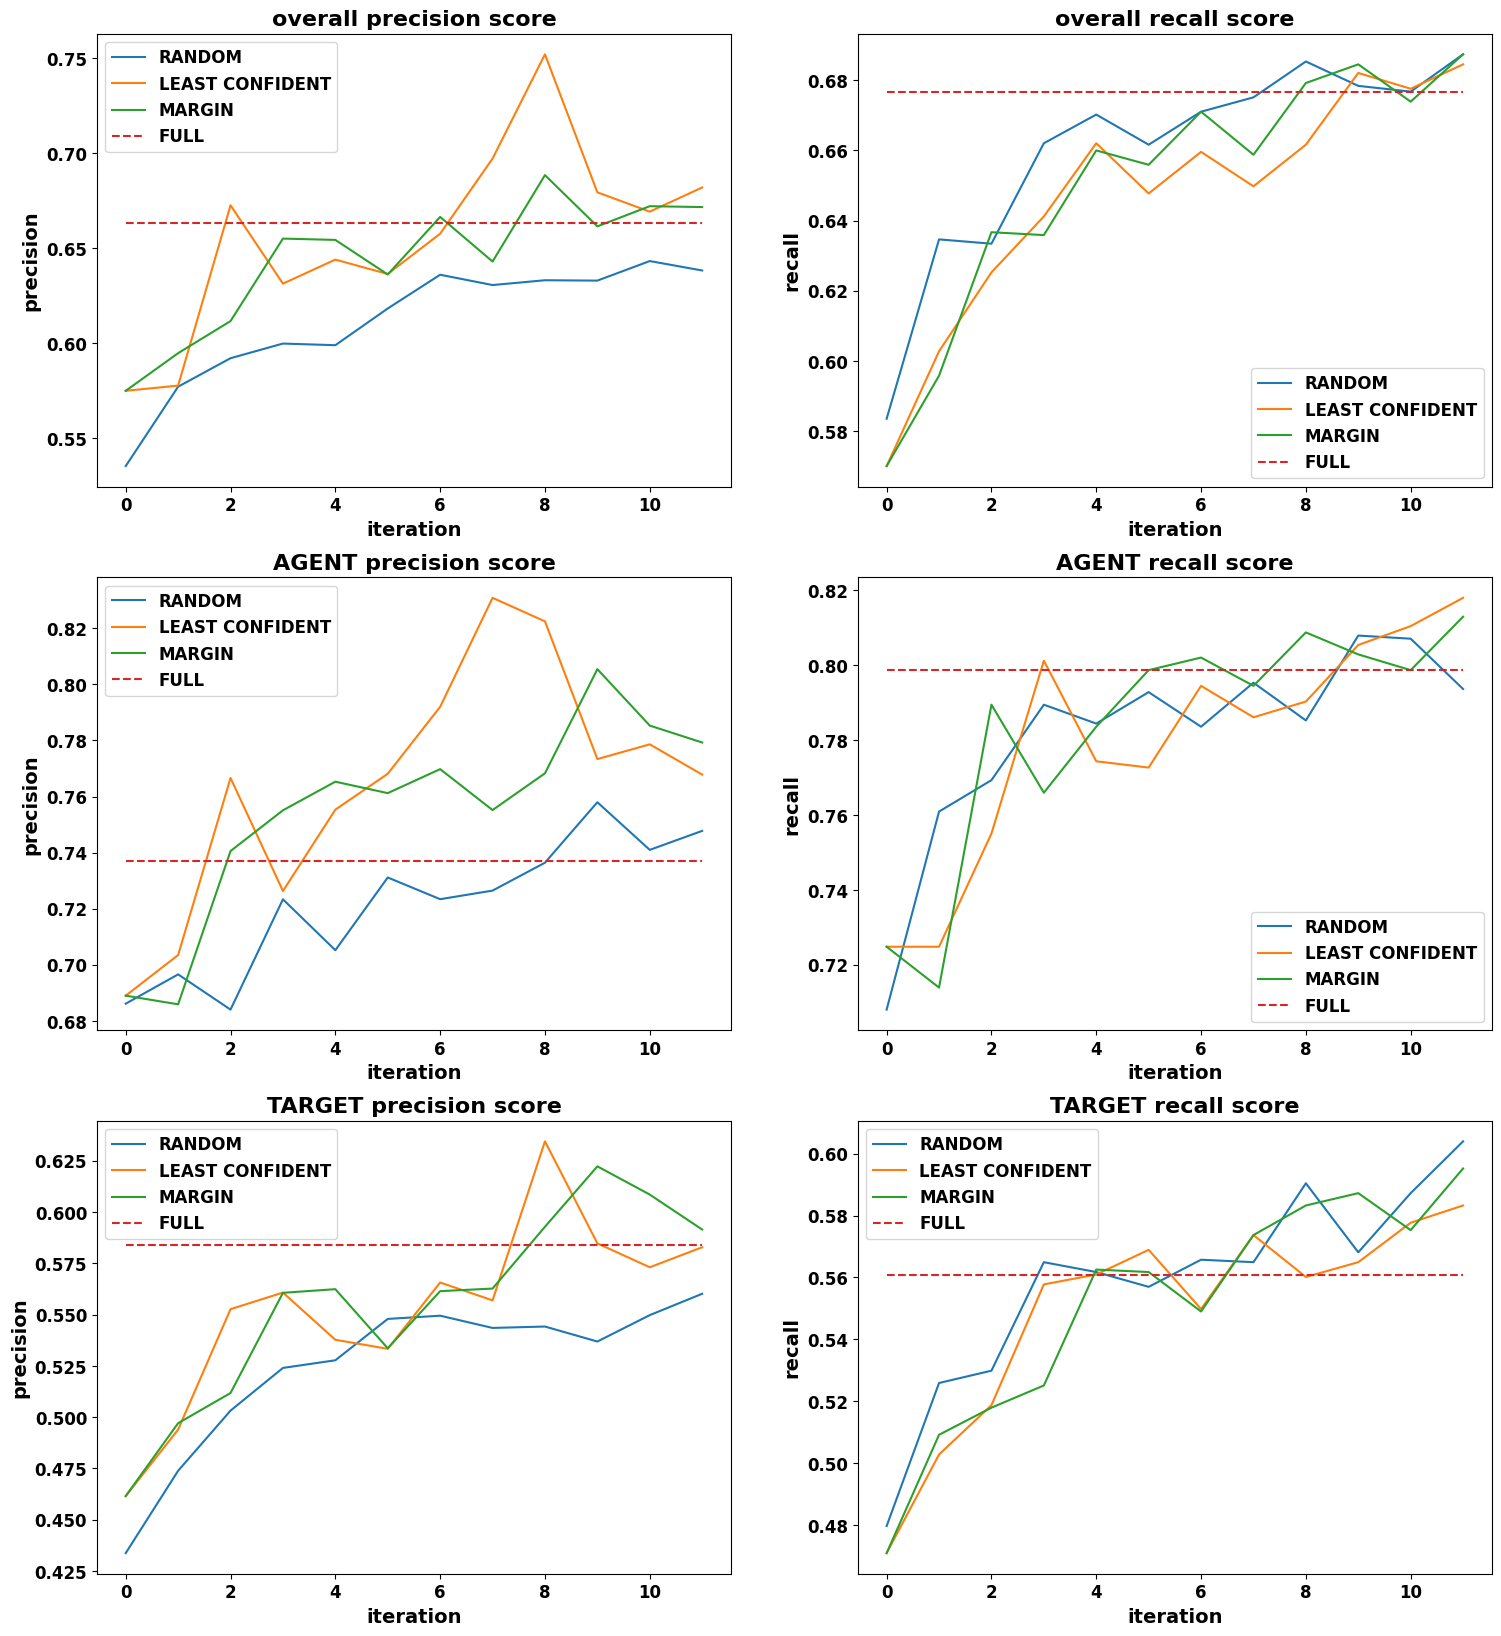 overall precision score
precision
0.75
0.70
0.65
0.60
0.55
RANDOM
LEAST CONFIDENT
MARGIN
FULL
0 2 4 6 8 10
iteration
overall recall score
recall
0.68
0.66
0.64
0.62
0.60
0.58
RANDOM
LEAST CONFIDENT
MARGIN
FULL
0 2 4 6 8 10
iteration
AGENT precision score
precision
0.82
0.80
0.78
0.76
0.74
0.72
0.70
0.68
RANDOM
LEAST CONFIDENT
MARGIN
FULL
0 2 4 6 8 10
iteration
AGENT recall score
recall
0.82
0.80
0.78
0.76
0.74
0.72
RANDOM
LEAST CONFIDENT
MARGIN
FULL
0 2 4 6 8 10
iteration
TARGET precision score
precision
0.625
0.600
0.575
0.550
0.525
0.500
0.475
0.450
0.425
RANDOM
LEAST CONFIDENT
MARGIN
FULL
0 2 4 6 8 10
iteration
TARGET recall score
recall
0.60
0.58
0.56
0.54
0.52
0.50
0.48
RANDOM
LEAST CONFIDENT
MARGIN
FULL
0 2 4 6 8 10
iteration